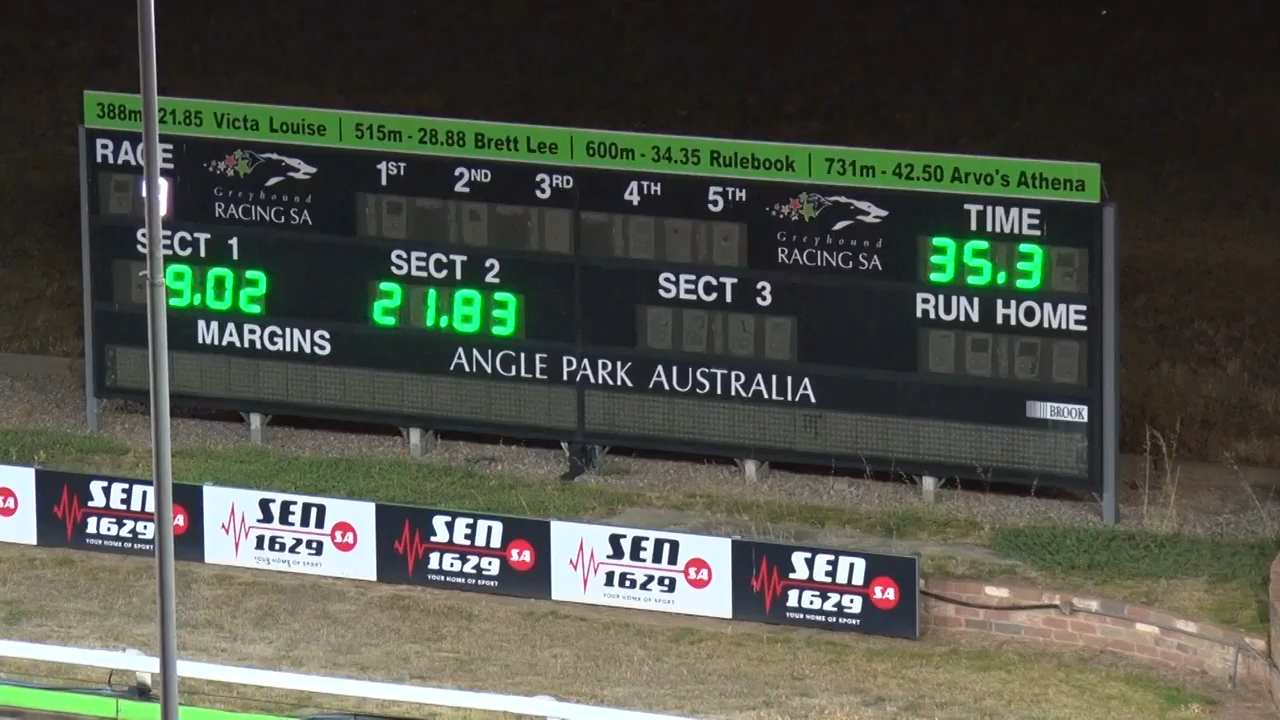 388m 21.85 Victa Louise | 515m - 28.88 Brett Lee | 600m - 34.35 Rulebook | 731m - 42.50 Arvo's Athena
RACE
Greyhound
RACING SA
1ST 2ND 3RD 4TH 5TH
Greyhound
RACING SA
TIME
35.3
SECT 1
9.02
SECT 2
21.83
SECT 3
RUN HOME
MARGINS
ANGLE PARK AUSTRALIA
BROOK
SA
SEN
1629
SA
YOUR HOME OF SPORT
SEN
1629
SA
YOUR HOME OF SPORT
SEN
1629
SA
YOUR HOME OF SPORT
SEN
1629
SA
YOUR HOME OF SPORT
SEN
1629
SA
YOUR HOME OF SPORT